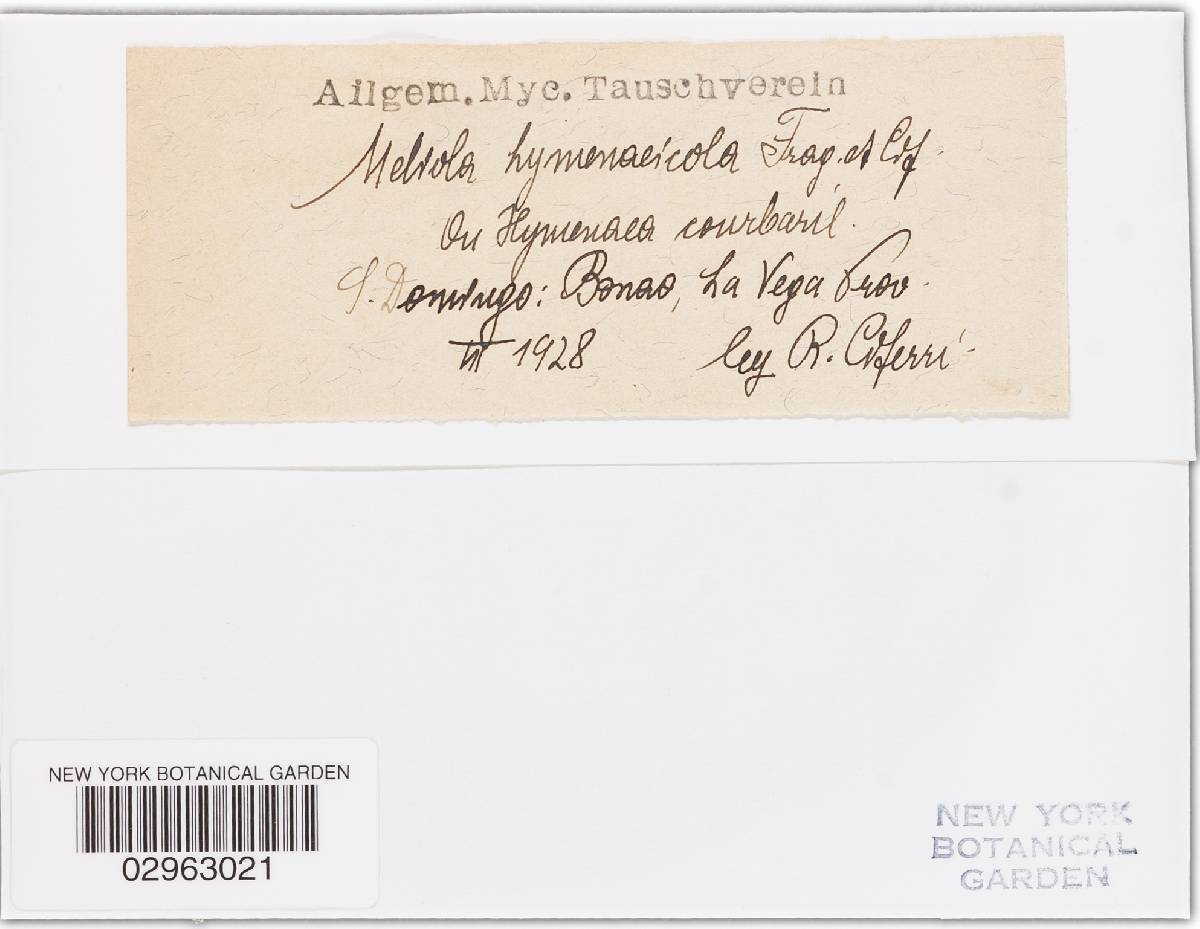 Allgem. Myc. Tauschverein
Meliola hymenaeicola Frag. et Cif.
On Hymenaea courbaril.
S. Domingo: Bonao, La Vega Prov.
III 1928 leg R. Ciferri
NEW YORK BOTANICAL GARDEN
02963021
NEW YORK
BOTANICAL
GARDEN